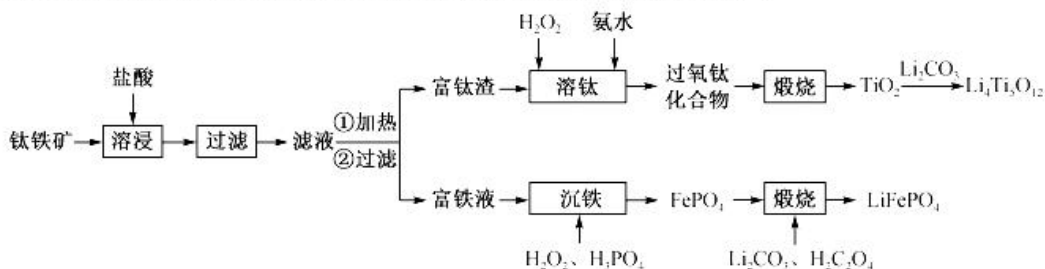 H₂O₂ 氨水
盐酸
富钛渣 溶钛 过氧钛化合物 煅烧 TiO₂ Li₂CO₃ Li₄Ti₅O₁₂
钛铁矿 溶浸 过滤 滤液 ①加热 ②过滤
富铁液 沉铁 FePO₄ 煅烧 LiFePO₄
H₂O₂、H₃PO₄ Li₂CO₃、H₂C₂O₄